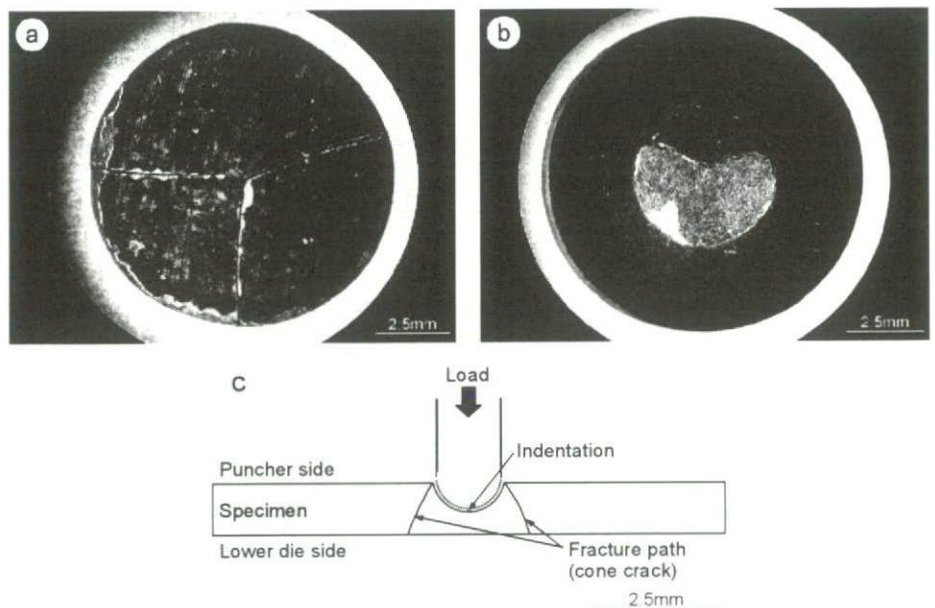 a
b
2.5mm
2.5mm
c
Load
Indentation
Puncher side
Specimen
Lower die side
Fracture path
(cone crack)
2.5mm